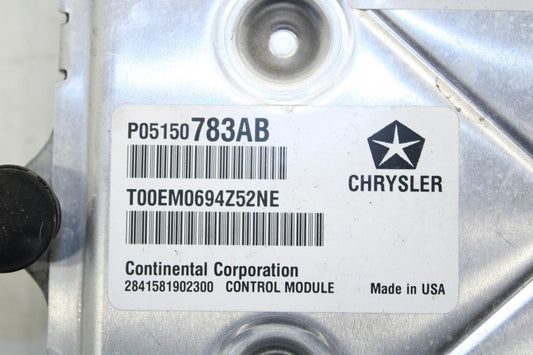 P05150783AB
CHRYSLER
T00EM0694Z52NE
Continental Corporation
2841581902300 CONTROL MODULE Made in USA